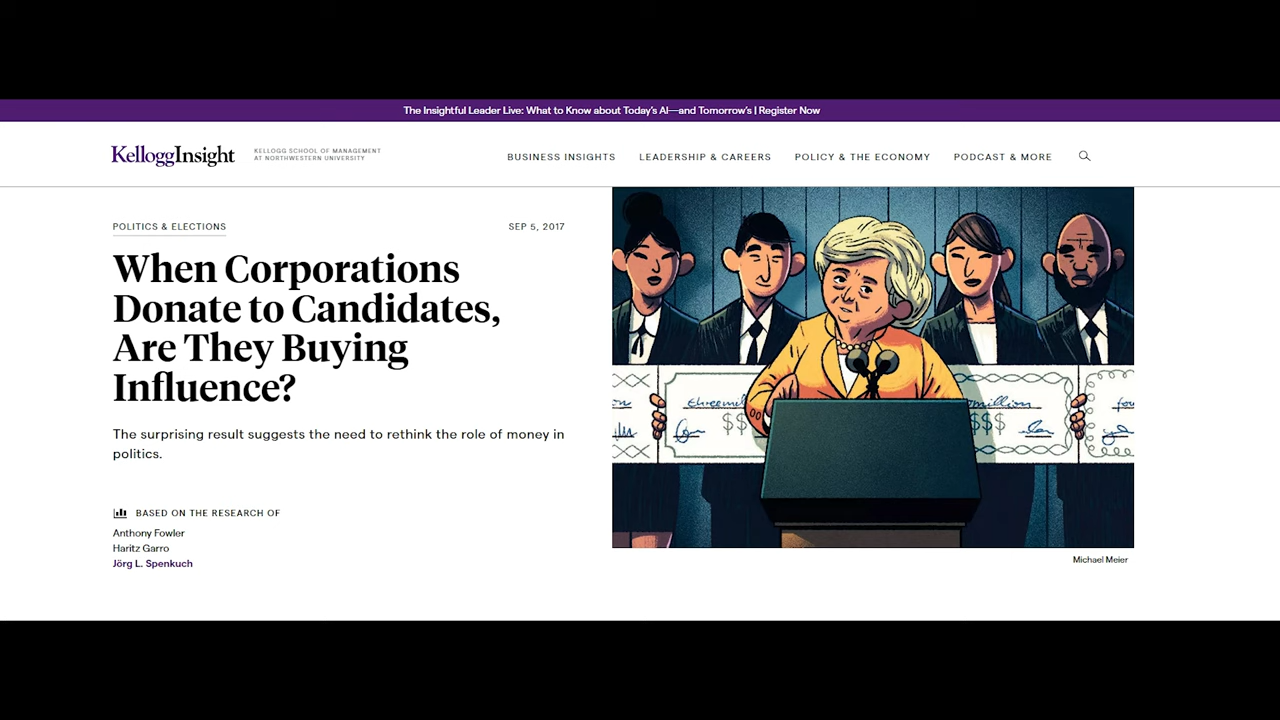 The Insightful Leader Live: What to Know about Today's AI—and Tomorrow's | Register Now
KelloggInsight
KELLOGG SCHOOL OF MANAGEMENT
AT NORTHWESTERN UNIVERSITY
BUSINESS INSIGHTS
LEADERSHIP & CAREERS
POLICY & THE ECONOMY
PODCAST & MORE
POLITICS & ELECTIONS
SEP 5, 2017
When Corporations
Donate to Candidates,
Are They Buying
Influence?
The surprising result suggests the need to rethink the role of money in
politics.
BASED ON THE RESEARCH OF
Anthony Fowler
Haritz Garro
Jörg L. Spenkuch
million
$$
$$$
Michael Meier